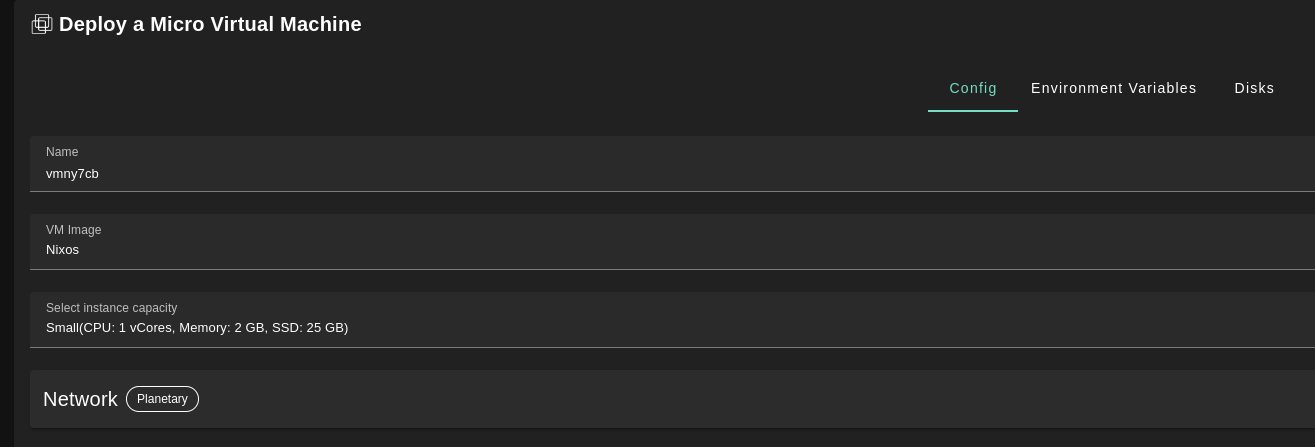 Deploy a Micro Virtual Machine
Config Environment Variables Disks
Name
vmny7cb
VM Image
Nixos
Select instance capacity
Small(CPU: 1 vCores, Memory: 2 GB, SSD: 25 GB)
Network Planetary